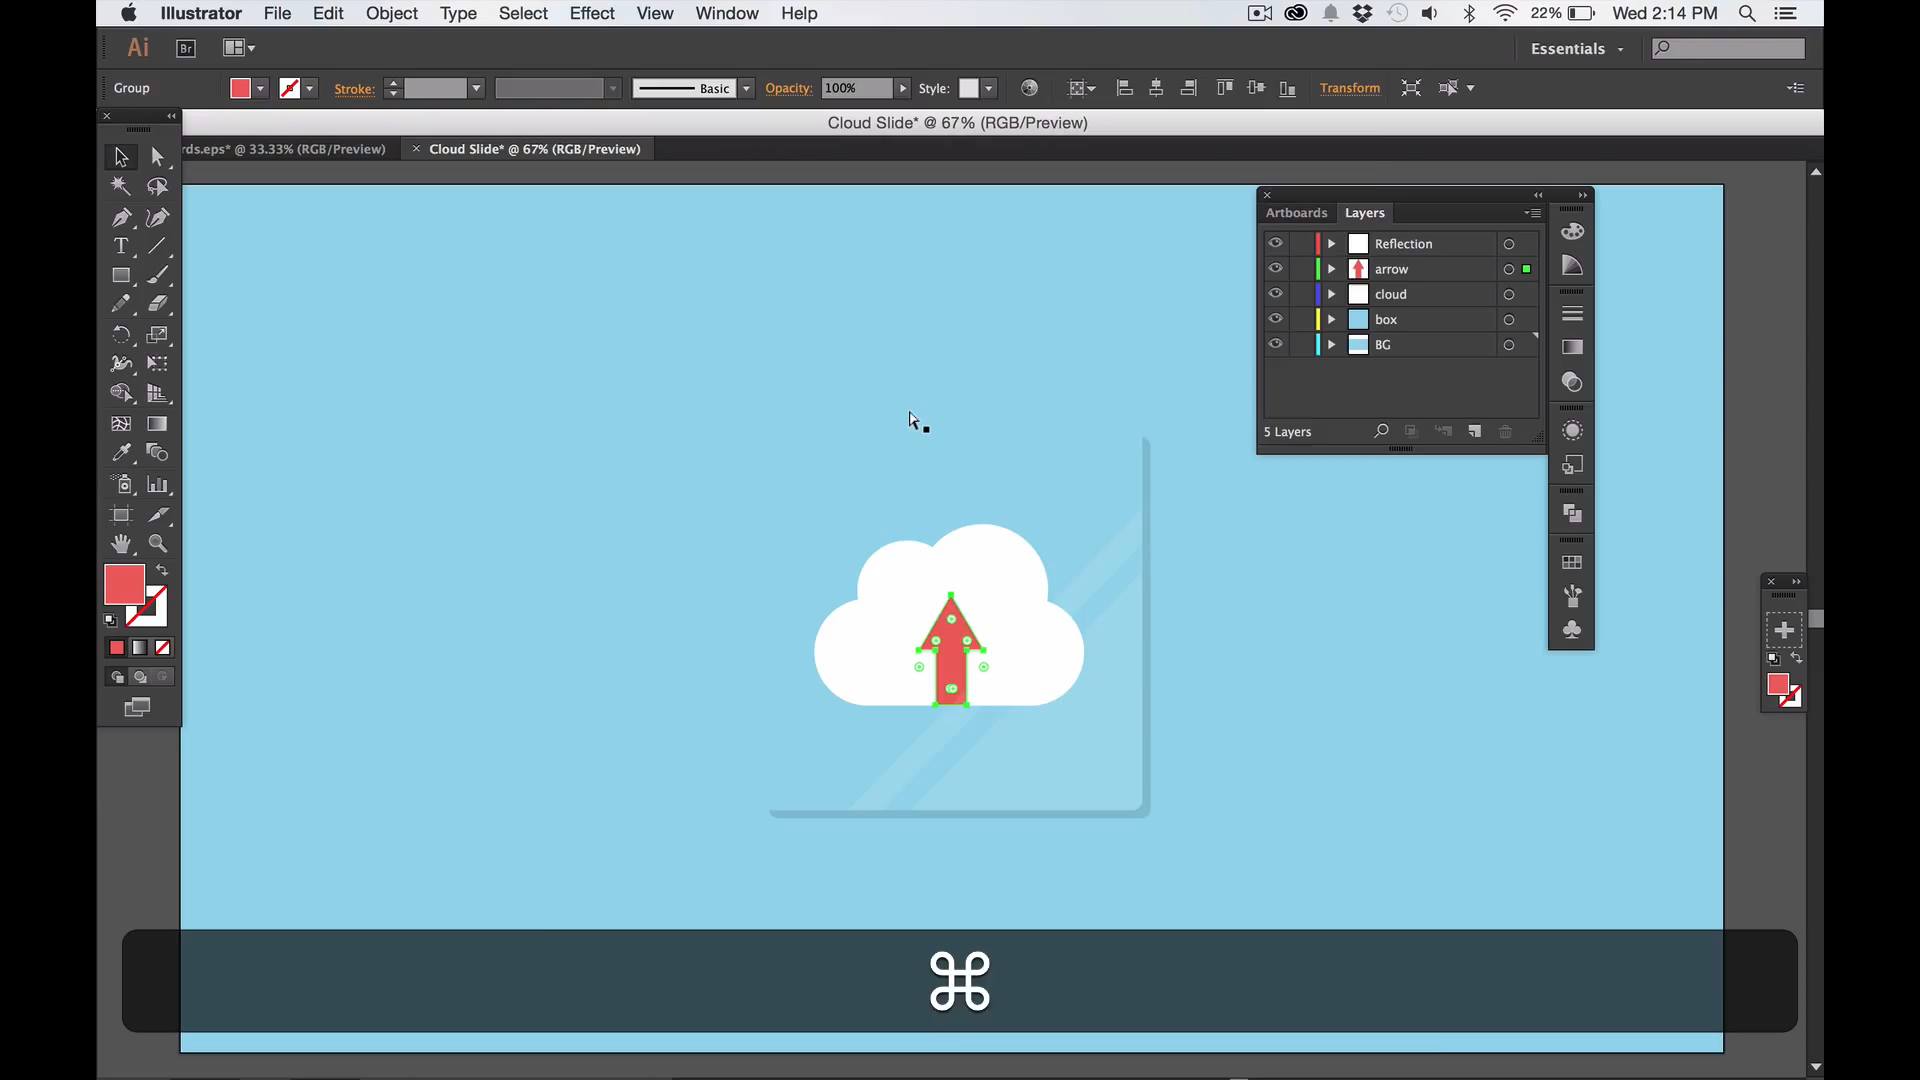 Illustrator File Edit Object Type Select Effect View Window Help 22% Wed 2:14 PM
Ai Br Essentials
Group Stroke: Basic Opacity: 100% Style: Transform
Cloud Slide* @ 67% (RGB/Preview)
rds.eps* @ 33.33% (RGB/Preview) × Cloud Slide* @ 67% (RGB/Preview)
Artboards Layers
Reflection
arrow
cloud
box
BG
5 Layers
⌘